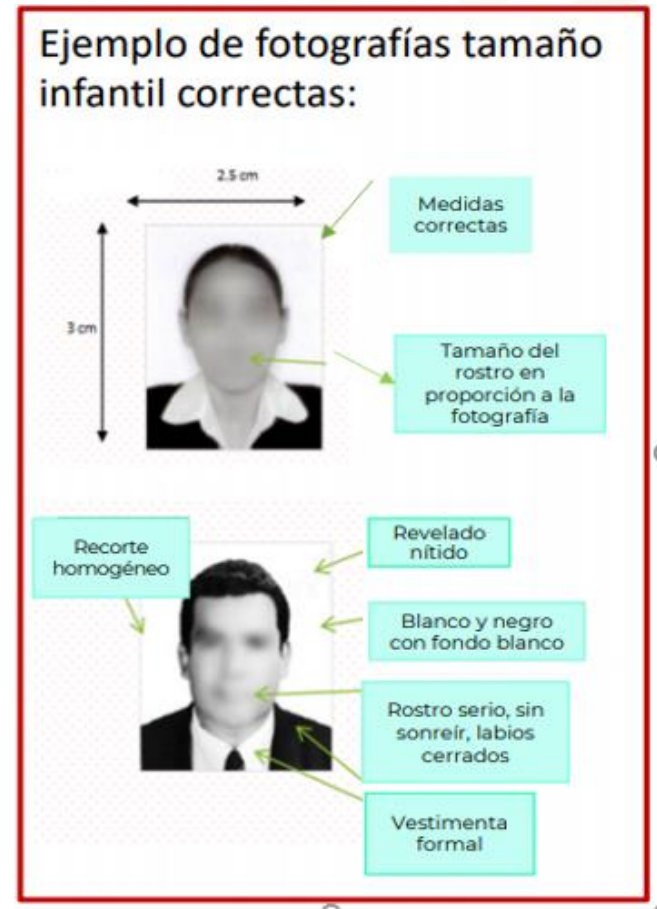 Ejemplo de fotografías tamaño
infantil correctas:
2.5 cm
Medidas
correctas
3 cm
Tamaño del
rostro en
proporción a la
fotografía
Recorte
homogéneo
Revelado
nítido
Blanco y negro
con fondo blanco
Rostro serio, sin
sonreír, labios
cerrados
Vestimenta
formal